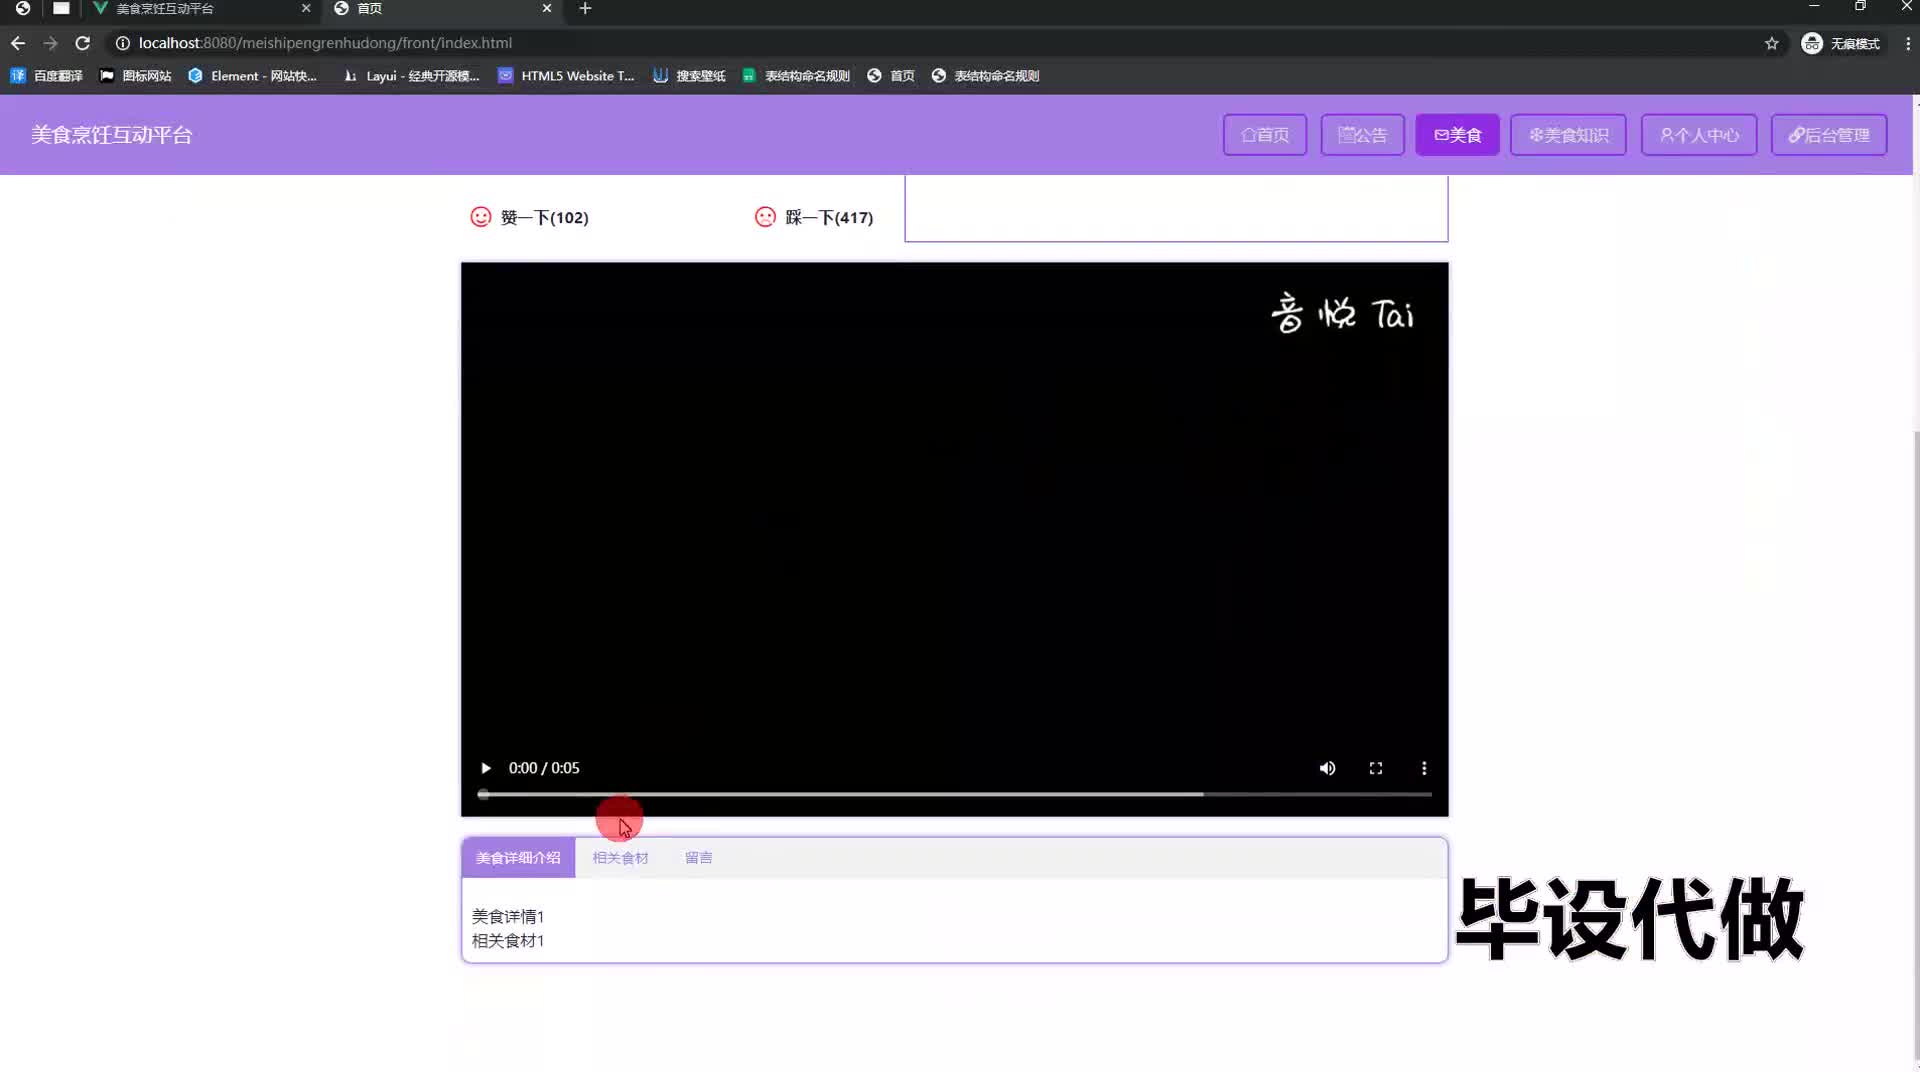 美食烹饪互动平台
首页
localhost:8080/meishipengrenhudong/front/index.html
无痕模式
百度翻译
图标网站
Element - 网站快...
Layui - 经典开源模...
HTML5 Website T...
搜索壁纸
表结构命名规则
首页
表结构命名规则
美食烹饪互动平台
首页
公告
美食
美食知识
个人中心
后台管理
赞一下(102)
踩一下(417)
音悦Tai
0:00 / 0:05
美食详细介绍
相关食材
留言
美食详情1
相关食材1
毕设代做